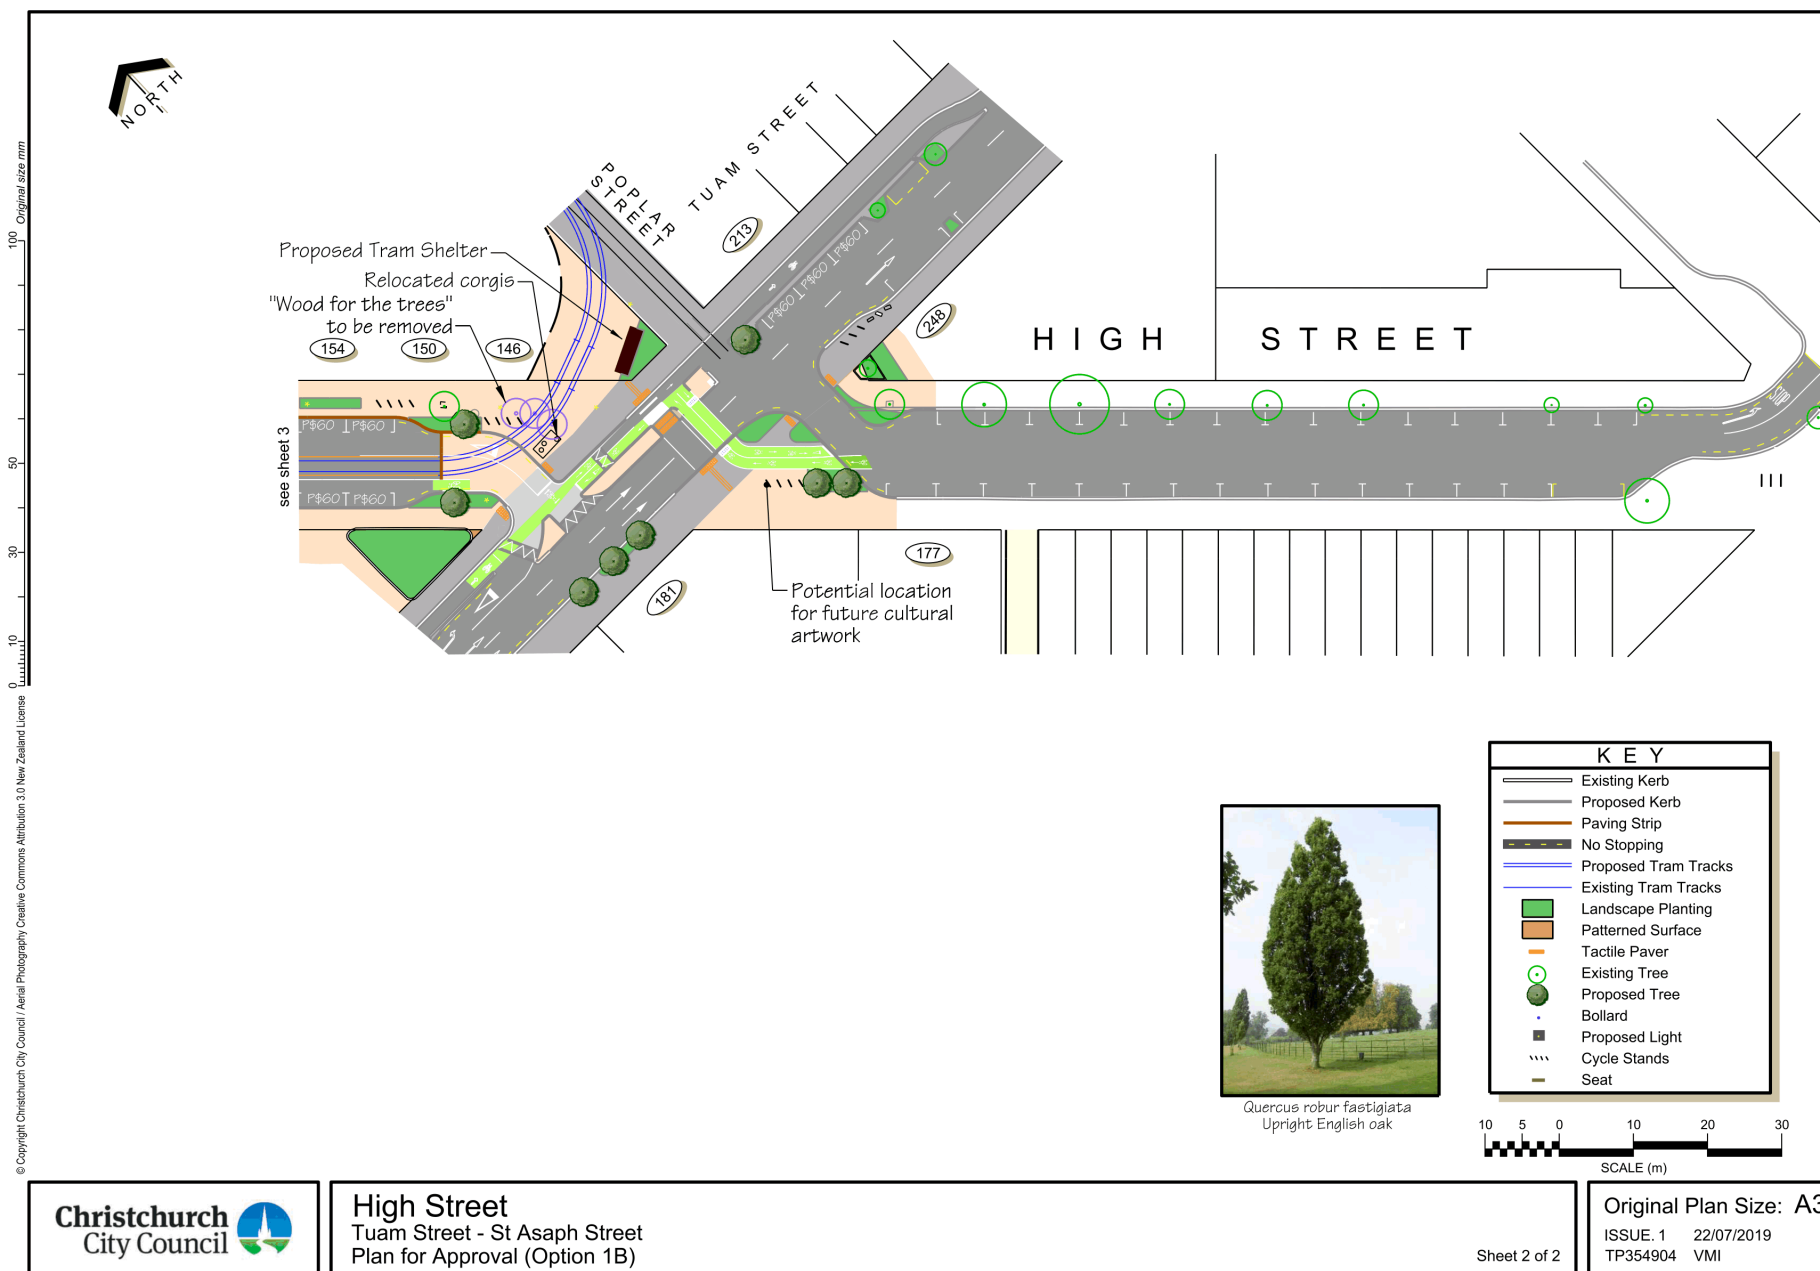 NORTH
Original size mm
100
50
30
10
0
© Copyright Christchurch City Council / Aerial Photography Creative Commons Attribution 3.0 New Zealand License
see sheet 3
POPLAR
STREET
TUAM STREET
213
Proposed Tram Shelter
Relocated corgis
"Wood for the trees"
to be removed
154
150
146
248
HIGH STREET
P$60
P$60
P$60
P$60
P$60
P$60
P$60
177
181
Potential location
for future cultural
artwork
KEY
Existing Kerb
Proposed Kerb
Paving Strip
No Stopping
Proposed Tram Tracks
Existing Tram Tracks
Landscape Planting
Patterned Surface
Tactile Paver
Existing Tree
Proposed Tree
Bollard
Proposed Light
Cycle Stands
Seat
Quercus robur fastigiata
Upright English oak
10 5 0 10 20 30
SCALE (m)
Christchurch
City Council
High Street
Tuam Street - St Asaph Street
Plan for Approval (Option 1B)
Sheet 2 of 2
Original Plan Size: A3
ISSUE. 1 22/07/2019
TP354904 VMI